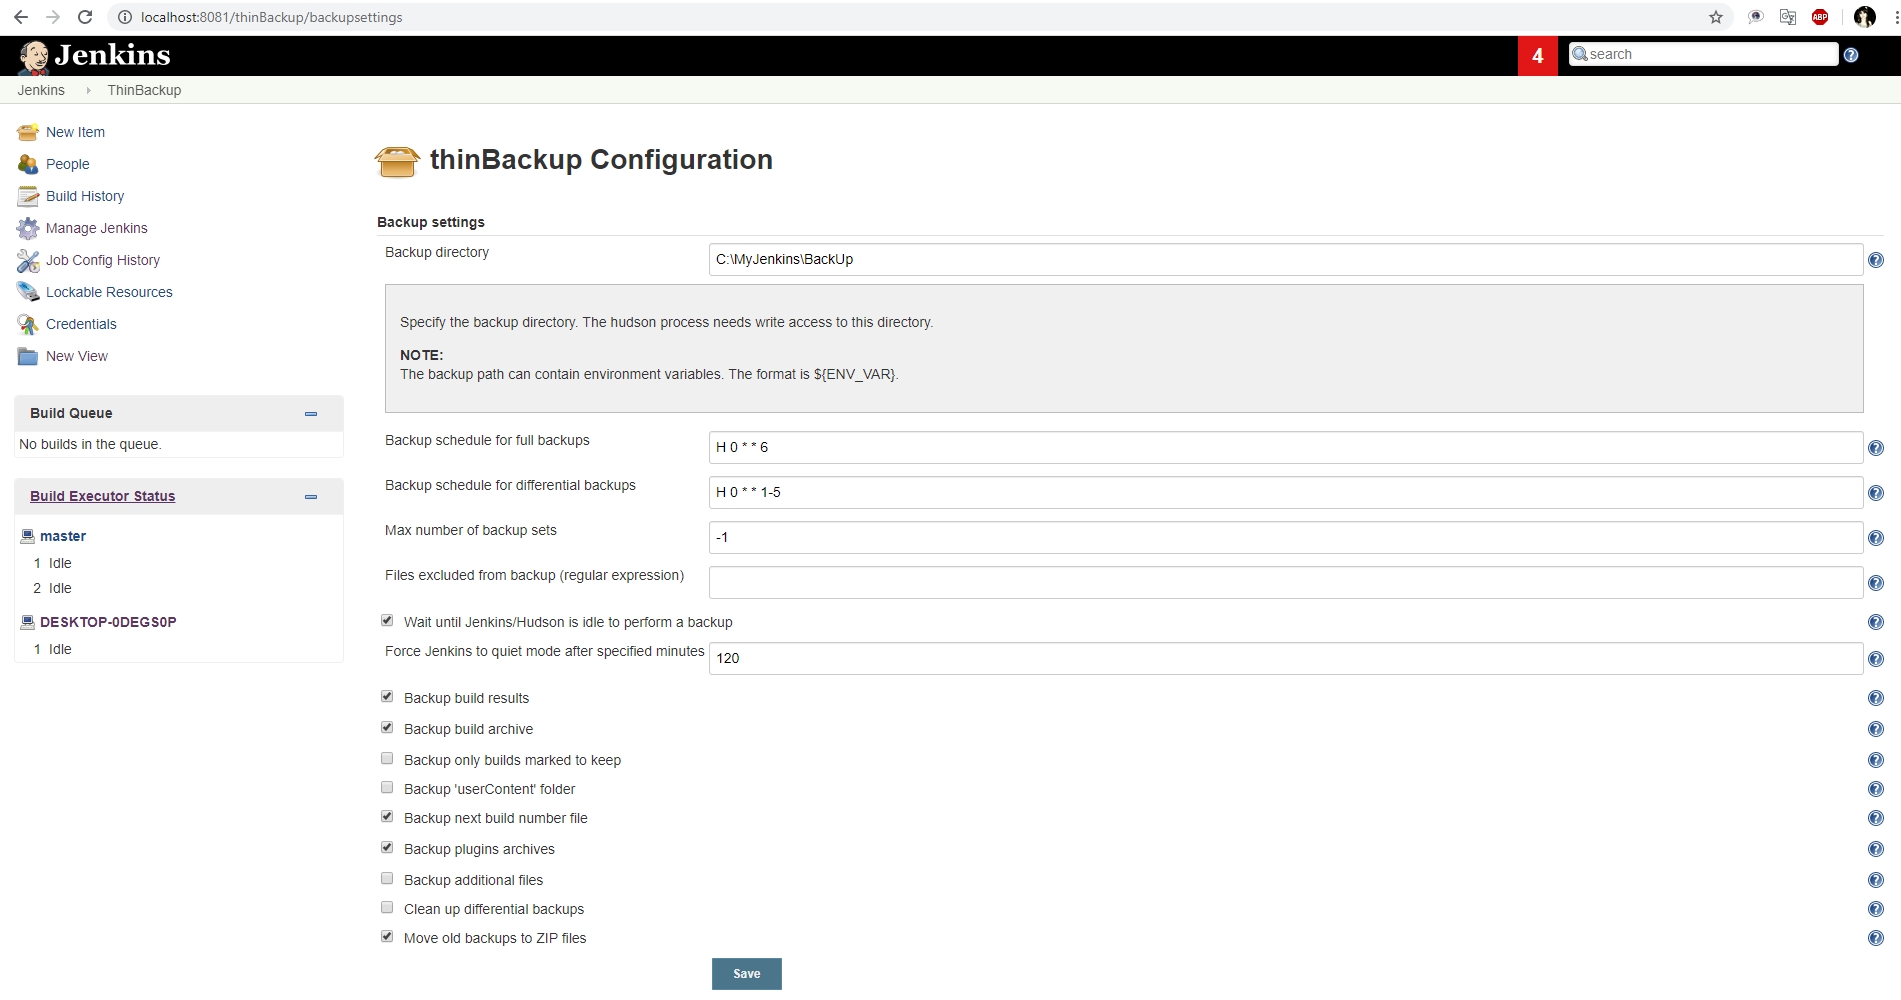 localhost:8081/thinBackup/backupsettings
ABP
Jenkins
4
search
Jenkins ThinBackup
New Item
People
Build History
Manage Jenkins
Job Config History
Lockable Resources
Credentials
New View
Build Queue
No builds in the queue.
Build Executor Status
master
1 Idle
2 Idle
DESKTOP-0DEGS0P
1 Idle
thinBackup Configuration
Backup settings
Backup directory C:\MyJenkins\BackUp
Specify the backup directory. The hudson process needs write access to this directory.
NOTE:
The backup path can contain environment variables. The format is ${ENV_VAR}.
Backup schedule for full backups H 0 * * 6
Backup schedule for differential backups H 0 * * 1-5
Max number of backup sets -1
Files excluded from backup (regular expression)
Wait until Jenkins/Hudson is idle to perform a backup
Force Jenkins to quiet mode after specified minutes 120
Backup build results
Backup build archive
Backup only builds marked to keep
Backup 'userContent' folder
Backup next build number file
Backup plugins archives
Backup additional files
Clean up differential backups
Move old backups to ZIP files
Save